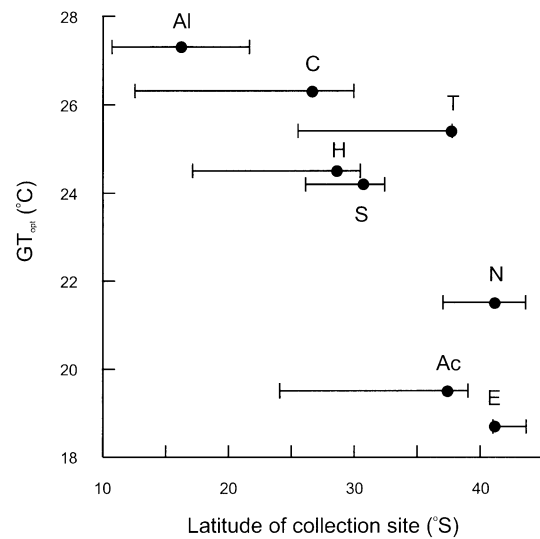 28
Al
C
26
T
H
24
S
GTopt (°C)
22
N
20
Ac
E
18
10
20
30
40
Latitude of collection site (°S)